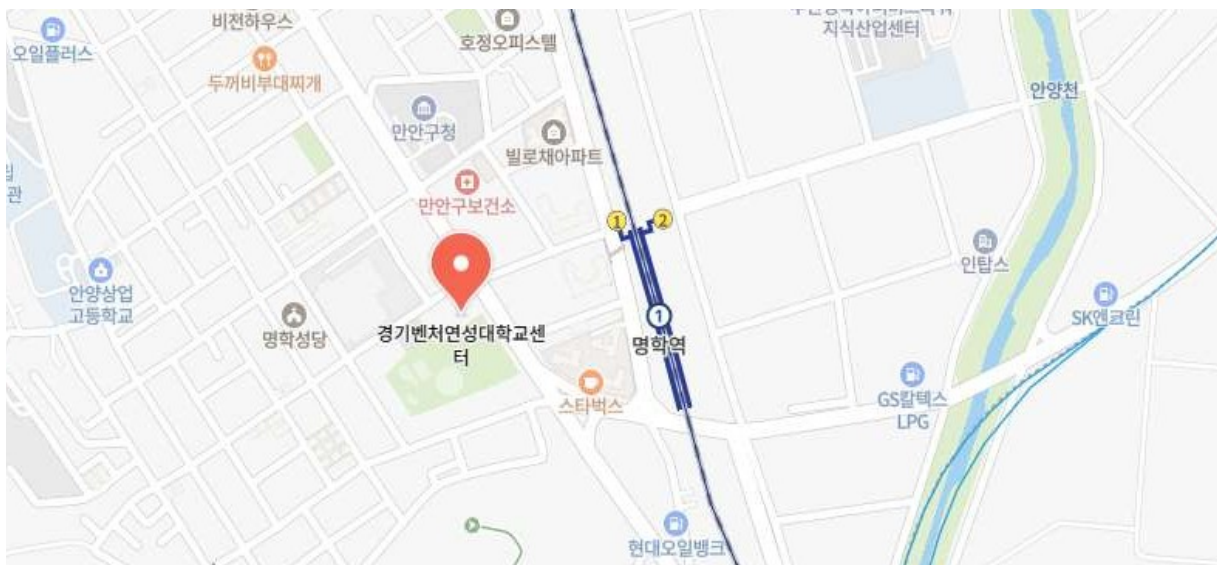 비전하우스
오일플러스
두꺼비부대찌개
호정오피스텔
지식산업센터
안양천
만안구청
빌로채아파트
만안구보건소
1
2
인탑스
안양상업
고등학교
명학성당
경기벤처연성대학교센
터
1
명학역
SK엔크린
스타벅스
GS칼텍스
LPG
현대오일뱅크